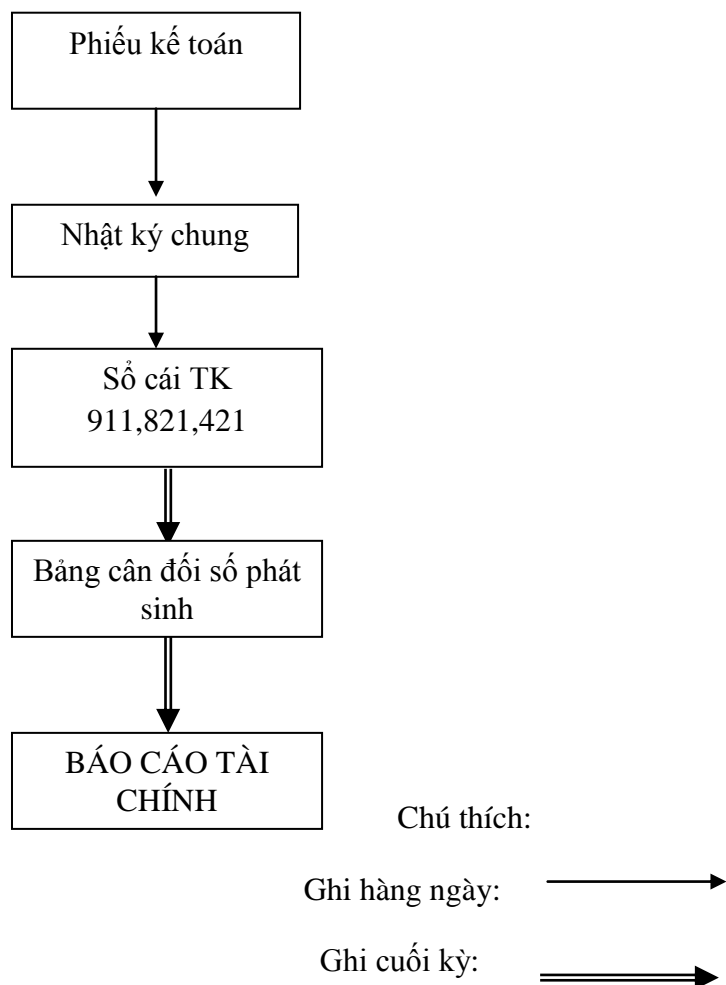 Phiếu kế toán
Nhật ký chung
Sổ cái TK
911,821,421
Bảng cân đối số phát
sinh
BÁO CÁO TÀI
CHÍNH
Chú thích:
Ghi hàng ngày:
Ghi cuối kỳ: